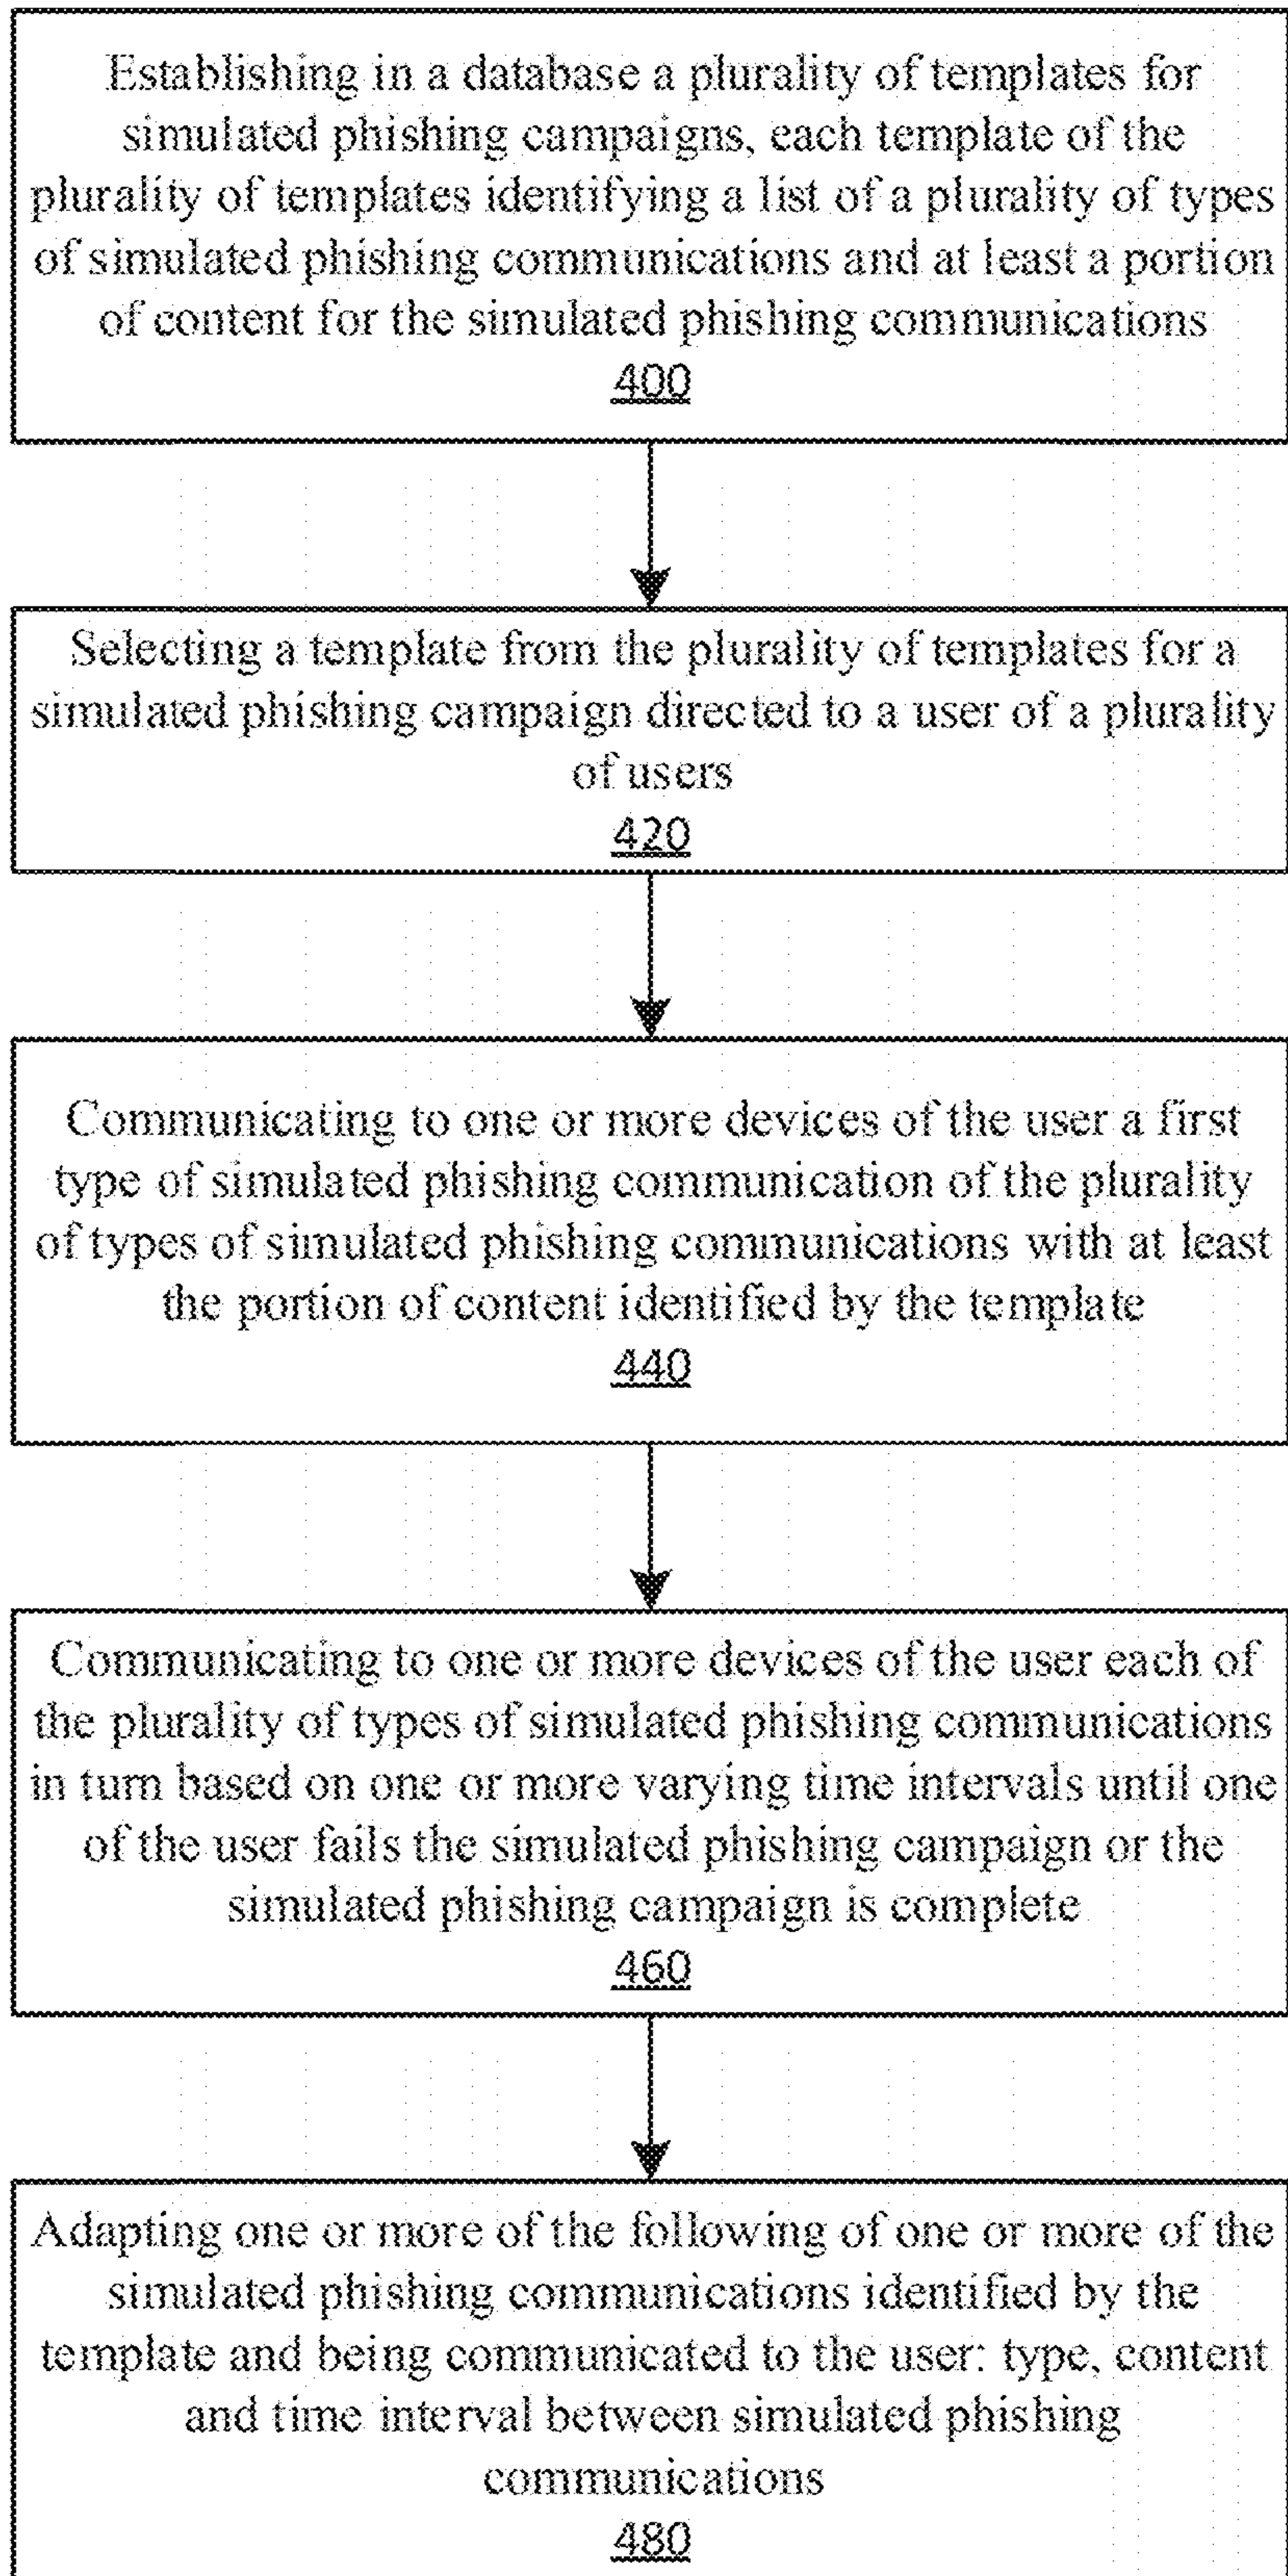 Establishing in a database a plurality of templates for
simulated phishing campaigns, each template of the
plurality of templates identifying a list of a plurality of types
of simulated phishing communications and at least a portion
of content for the simulated phishing communications
400
Selecting a template from the plurality of templates for a
simulated phishing campaign directed to a user of a plurality
of users
420
Communicating to one or more devices of the user a first
type of simulated phishing communication of the plurality
of types of simulated phishing communications with at least
the portion of content identified by the template
440
Communicating to one or more devices of the user each of
the plurality of types of simulated phishing communications
in turn based on one or more varying time intervals until one
of the user fails the simulated phishing campaign or the
simulated phishing campaign is complete
460
Adapting one or more of the following of one or more of the
simulated phishing communications identified by the
template and being communicated to the user: type, content
and time interval between simulated phishing
communications
480